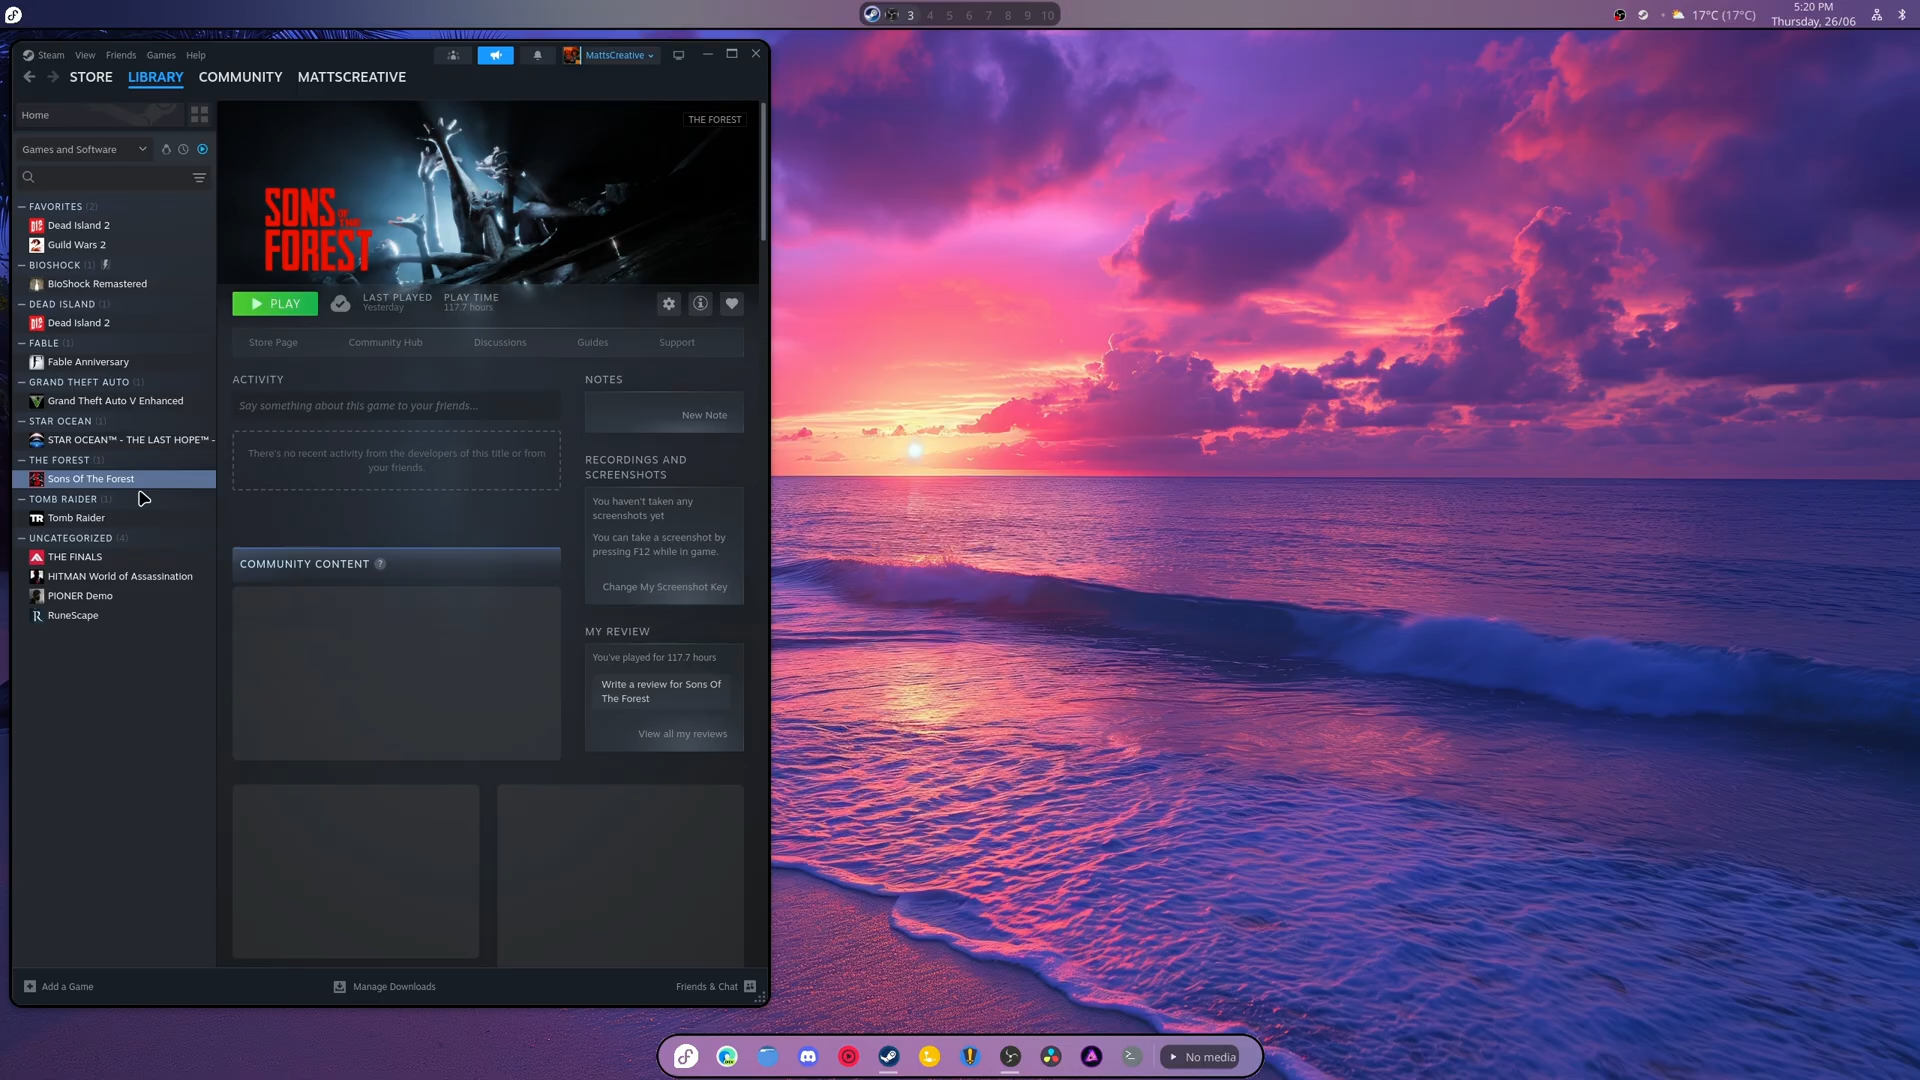 3 4 5 6 7 8 9 10
17°C (17°C)
5:20 PM
Thursday, 26/06
Steam View Friends Games Help
MattsCreative
STORE LIBRARY COMMUNITY MATTSCREATIVE
Home
Games and Software
FAVORITES (2)
Dead Island 2
Guild Wars 2
BIOSHOCK (1)
BioShock Remastered
DEAD ISLAND (1)
Dead Island 2
FABLE (1)
Fable Anniversary
GRAND THEFT AUTO (1)
Grand Theft Auto V Enhanced
STAR OCEAN (1)
STAR OCEAN™ - THE LAST HOPE™ -
THE FOREST (1)
Sons Of The Forest
TOMB RAIDER (1)
TR Tomb Raider
UNCATEGORIZED (4)
THE FINALS
HITMAN World of Assassination
PIONER Demo
RuneScape
THE FOREST
SONS OF THE FOREST
PLAY
LAST PLAYED
Yesterday
PLAY TIME
117.7 hours
Store Page Community Hub Discussions Guides Support
ACTIVITY
Say something about this game to your friends...
There's no recent activity from the developers of this title or from
your friends.
COMMUNITY CONTENT ?
NOTES
New Note
RECORDINGS AND
SCREENSHOTS
You haven't taken any
screenshots yet
You can take a screenshot by
pressing F12 while in game.
Change My Screenshot Key
MY REVIEW
You've played for 117.7 hours
Write a review for Sons Of
The Forest
View all my reviews
Add a Game
Manage Downloads
Friends & Chat
No media